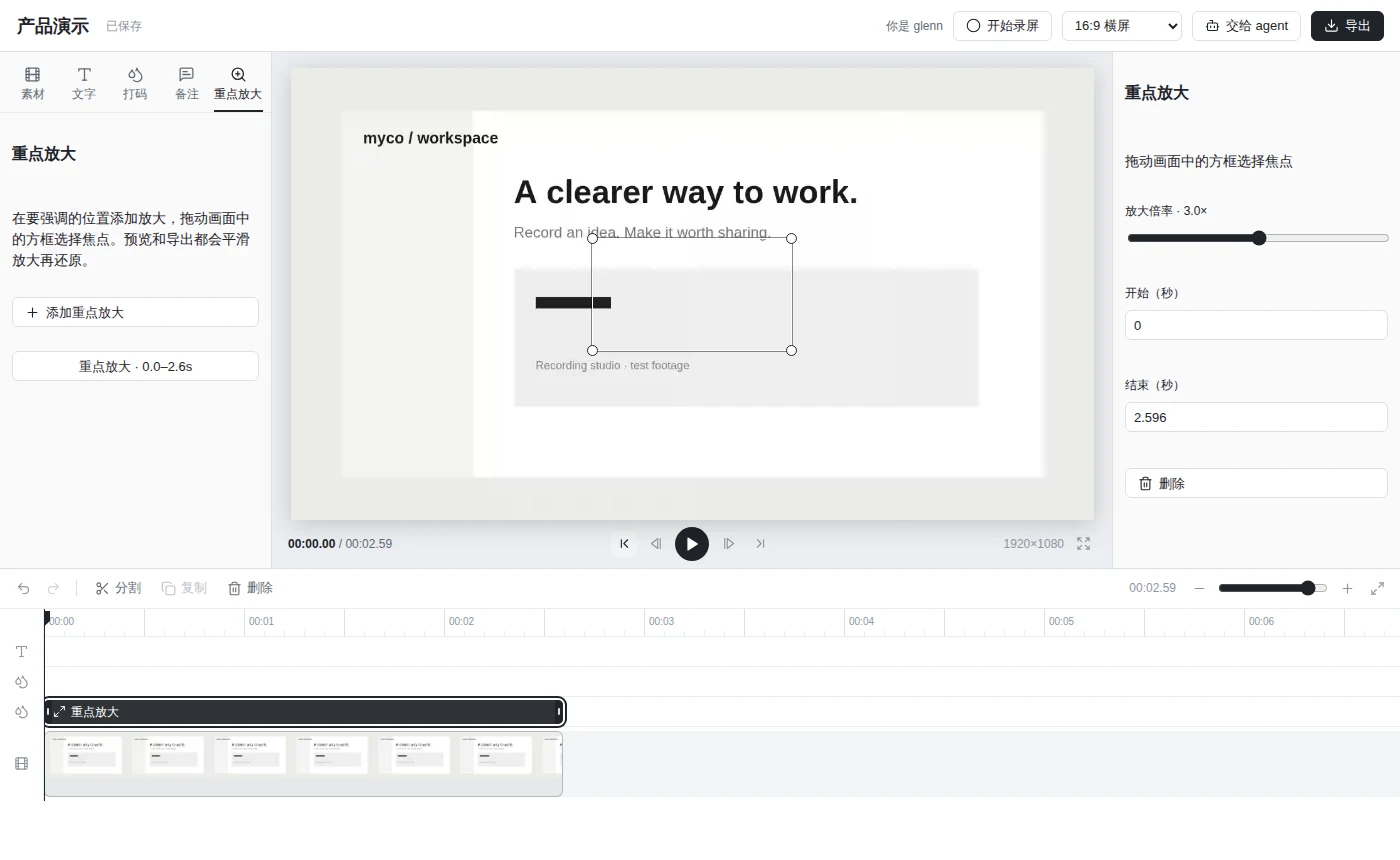 产品演示 已保存
你是 glenn 开始录屏 16:9 横屏 交给 agent 导出
素材 文字 打码 备注 重点放大
重点放大
在要强调的位置添加放大，拖动画面中
的方框选择焦点。预览和导出都会平滑
放大再还原。
添加重点放大
重点放大 · 0.0–2.6s
myco / workspace
A clearer way to work.
Record an idea. Make it worth sharing.
Recording studio · test footage
00:00.00 / 00:02.59
1920×1080
重点放大
拖动画面中的方框选择焦点
放大倍率 · 3.0×
开始（秒）
0
结束（秒）
2.596
删除
分割 复制 删除
00:02.59
00:00 00:01 00:02 00:03 00:04 00:05 00:06
重点放大